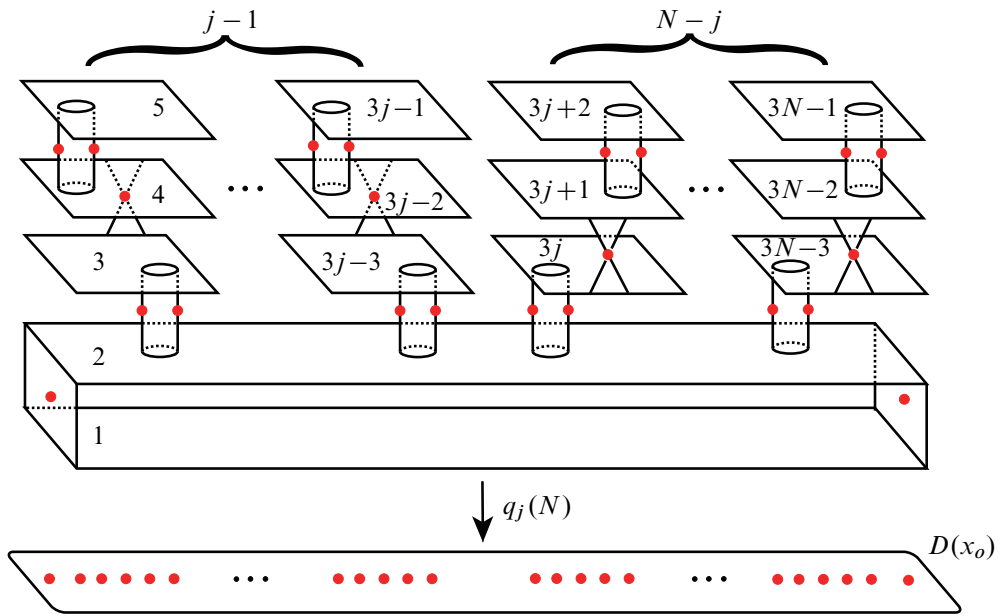 j − 1 N − j
5 3j−1 3j+2 3N−1
4 ··· 3j−2 3j+1 ··· 3N−2
3 3j−3 3j 3N−3
2
1
q_j(N)
D(x_o)
··· ···